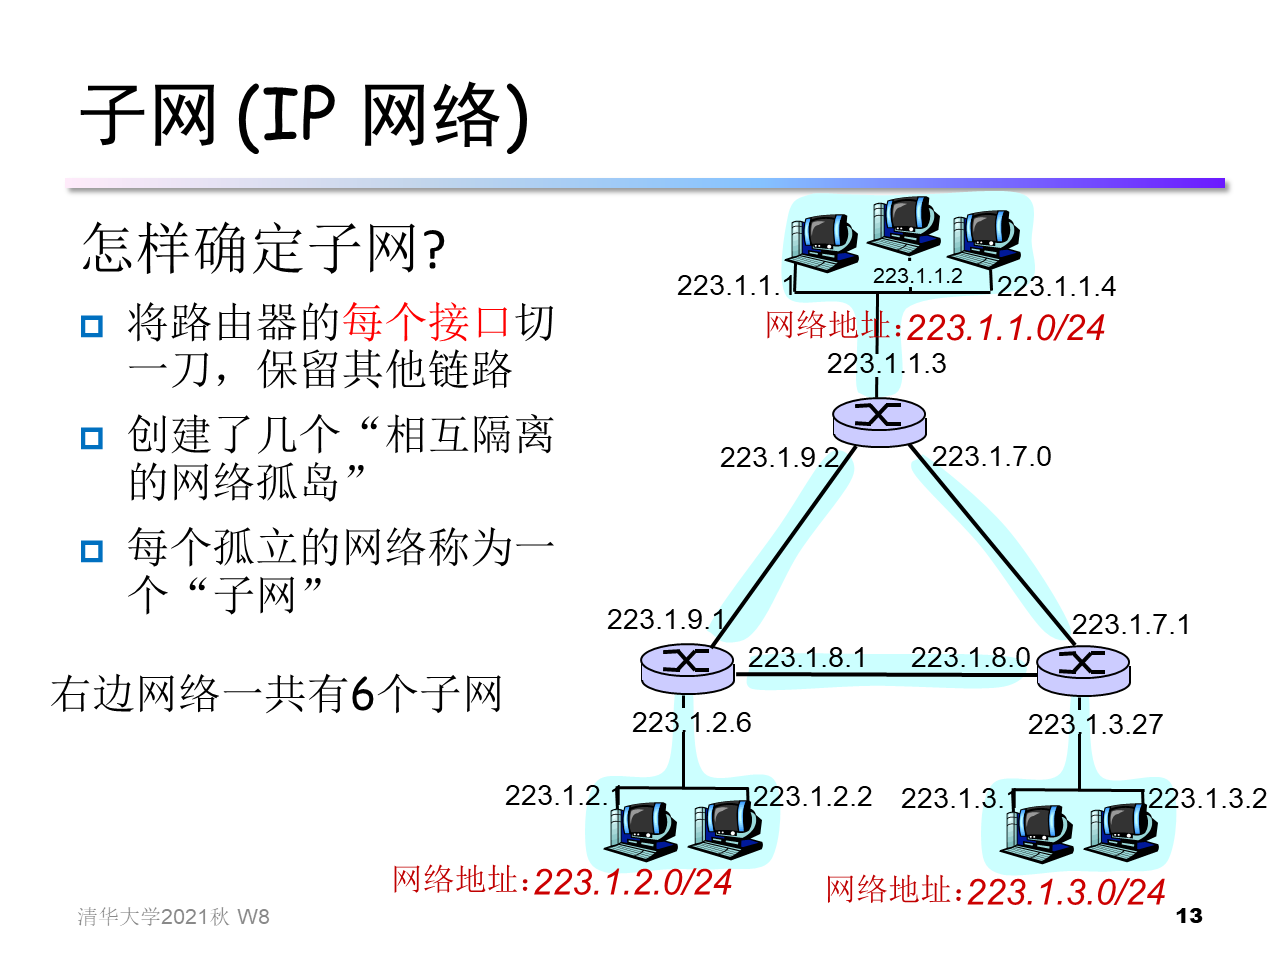 子网 (IP 网络)
怎样确定子网?
将路由器的每个接口切
一刀，保留其他链路
创建了几个“相互隔离
的网络孤岛”
每个孤立的网络称为一
个“子网”
右边网络一共有6个子网
223.1.1.1
223.1.1.2
223.1.1.4
网络地址：223.1.1.0/24
223.1.1.3
223.1.9.2
223.1.7.0
223.1.9.1
223.1.7.1
223.1.8.1
223.1.8.0
223.1.2.6
223.1.3.27
223.1.2.1
223.1.2.2
223.1.3.1
223.1.3.2
网络地址：223.1.2.0/24
网络地址：223.1.3.0/24
清华大学2021秋 W8
13